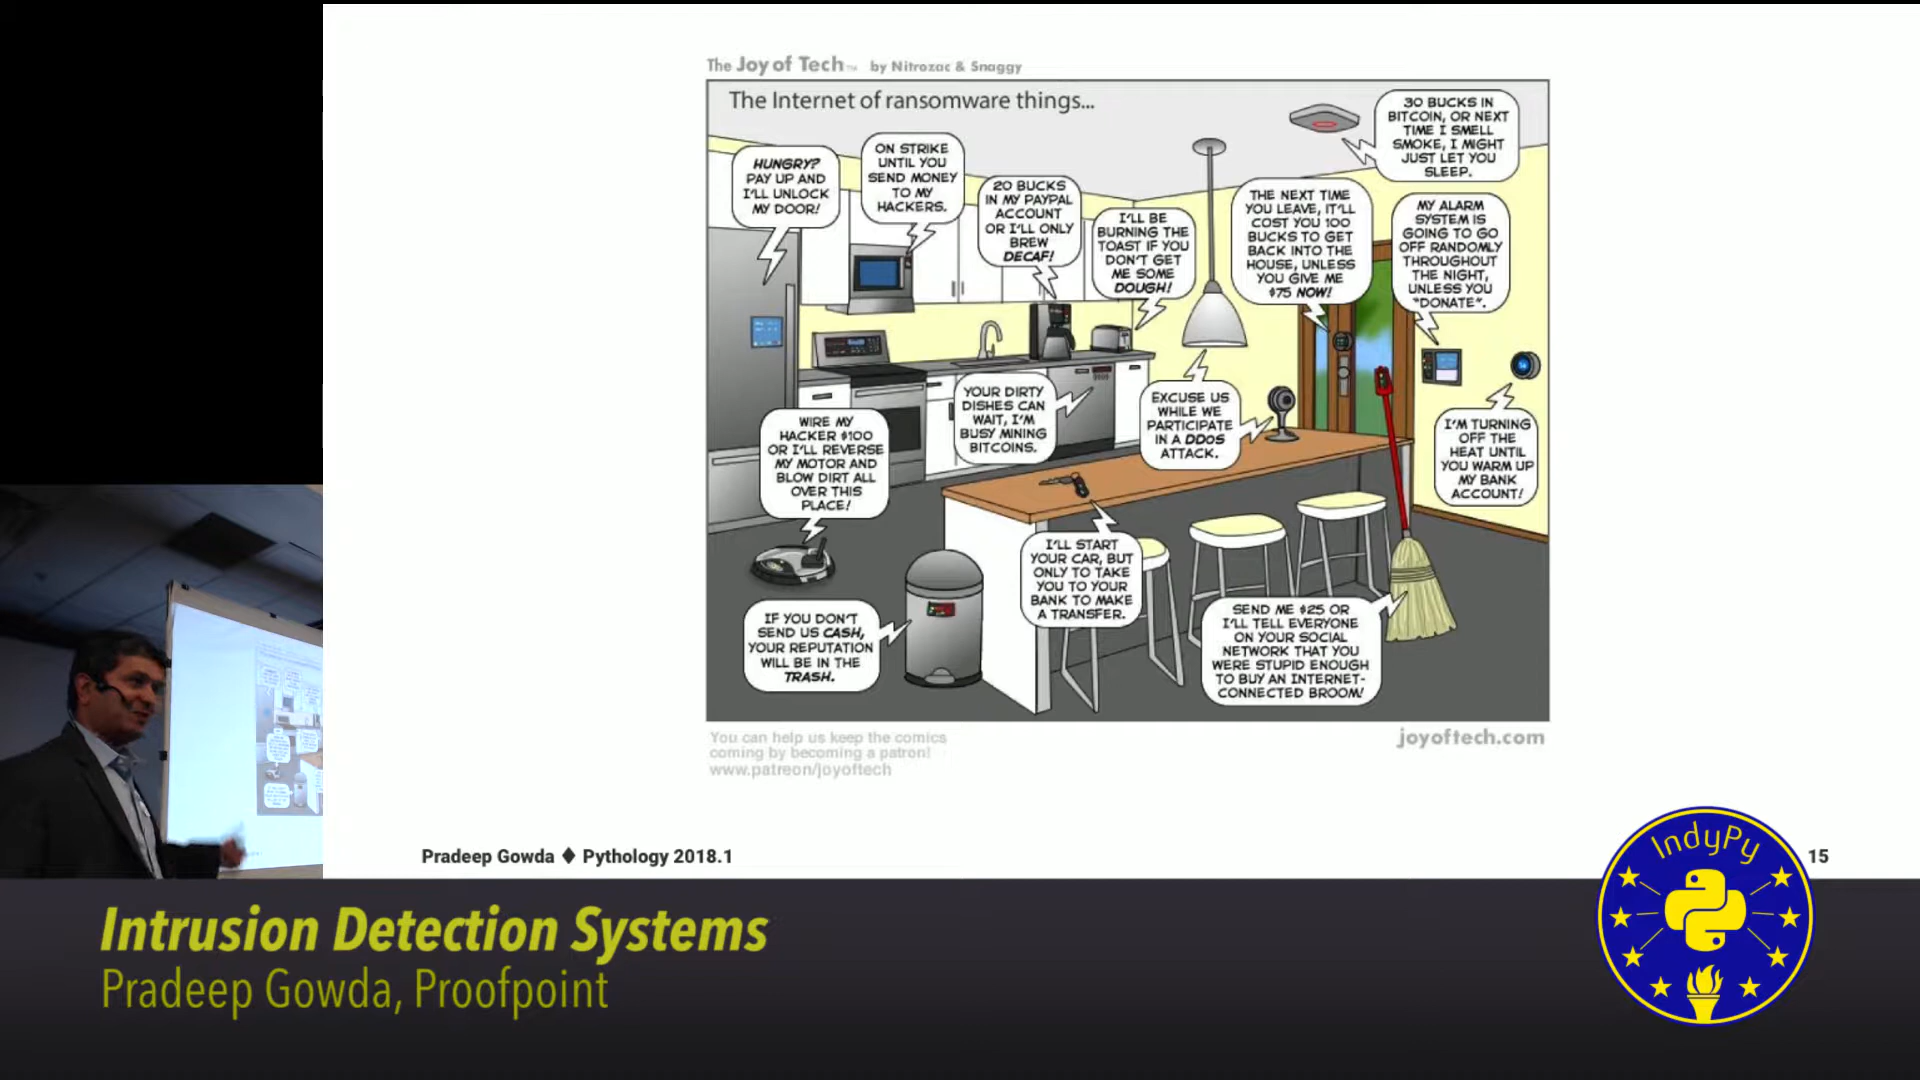 The Joy of Tech™ by Nitrozac & Snaggy
The Internet of ransomware things...
HUNGRY?
PAY UP AND
I'LL UNLOCK
MY DOOR!
ON STRIKE
UNTIL YOU
SEND MONEY
TO MY
HACKERS.
20 BUCKS
IN MY PAYPAL
ACCOUNT
OR I'LL ONLY
BREW
DECAF!
I'LL BE
BURNING THE
TOAST IF YOU
DON'T GET
ME SOME
DOUGH!
THE NEXT TIME
YOU LEAVE, IT'LL
COST YOU 100
BUCKS TO GET
BACK INTO THE
HOUSE, UNLESS
YOU GIVE ME
$75 NOW!
30 BUCKS IN
BITCOIN, OR NEXT
TIME I SMELL
SMOKE, I MIGHT
JUST LET YOU
SLEEP.
MY ALARM
SYSTEM IS
GOING TO GO
OFF RANDOMLY
THROUGHOUT
THE NIGHT,
UNLESS YOU
"DONATE".
WIRE MY
HACKER $100
OR I'LL REVERSE
MY MOTOR AND
BLOW DIRT ALL
OVER THIS
PLACE!
YOUR DIRTY
DISHES CAN
WAIT, I'M
BUSY MINING
BITCOINS.
EXCUSE US
WHILE WE
PARTICIPATE
IN A DDOS
ATTACK.
I'M TURNING
OFF THE
HEAT UNTIL
YOU WARM UP
MY BANK
ACCOUNT!
IF YOU DON'T
SEND US CASH,
YOUR REPUTATION
WILL BE IN THE
TRASH.
I'LL START
YOUR CAR, BUT
ONLY TO TAKE
YOU TO YOUR
BANK TO MAKE
A TRANSFER.
SEND ME $25 OR
I'LL TELL EVERYONE
ON YOUR SOCIAL
NETWORK THAT YOU
WERE STUPID ENOUGH
TO BUY AN INTERNET-
CONNECTED BROOM!
You can help us keep the comics
coming by becoming a patron!
www.patreon/joyoftech
joyoftech.com
Pradeep Gowda ♦ Pythology 2018.1
15
IndyPy
Intrusion Detection Systems
Pradeep Gowda, Proofpoint